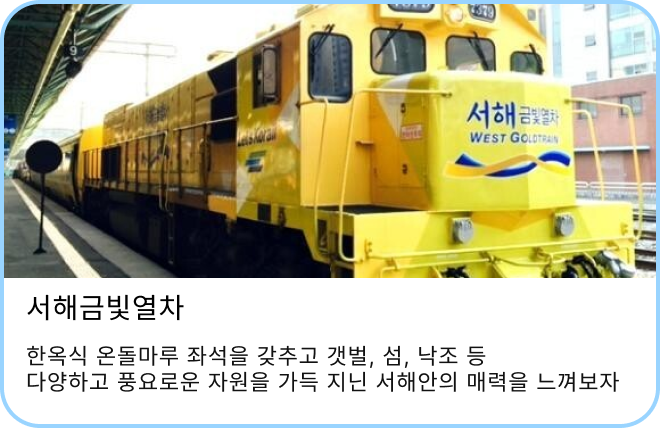 서해금빛열차
WEST GOLDTRAIN
Let's Korail
9
서해금빛열차
한옥식 온돌마루 좌석을 갖추고 갯벌, 섬, 낙조 등
다양하고 풍요로운 자원을 가득 지닌 서해안의 매력을 느껴보자